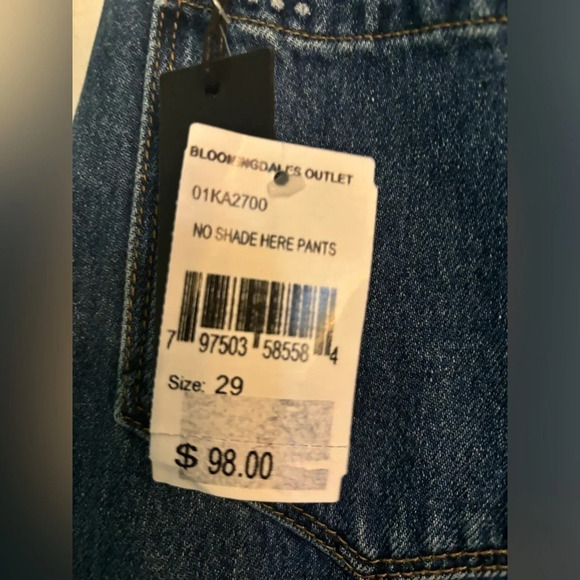 BLOOMINGDALES OUTLET
01KA2700
NO SHADE HERE PANTS
7 97503 58558 4
Size: 29
$ 98.00